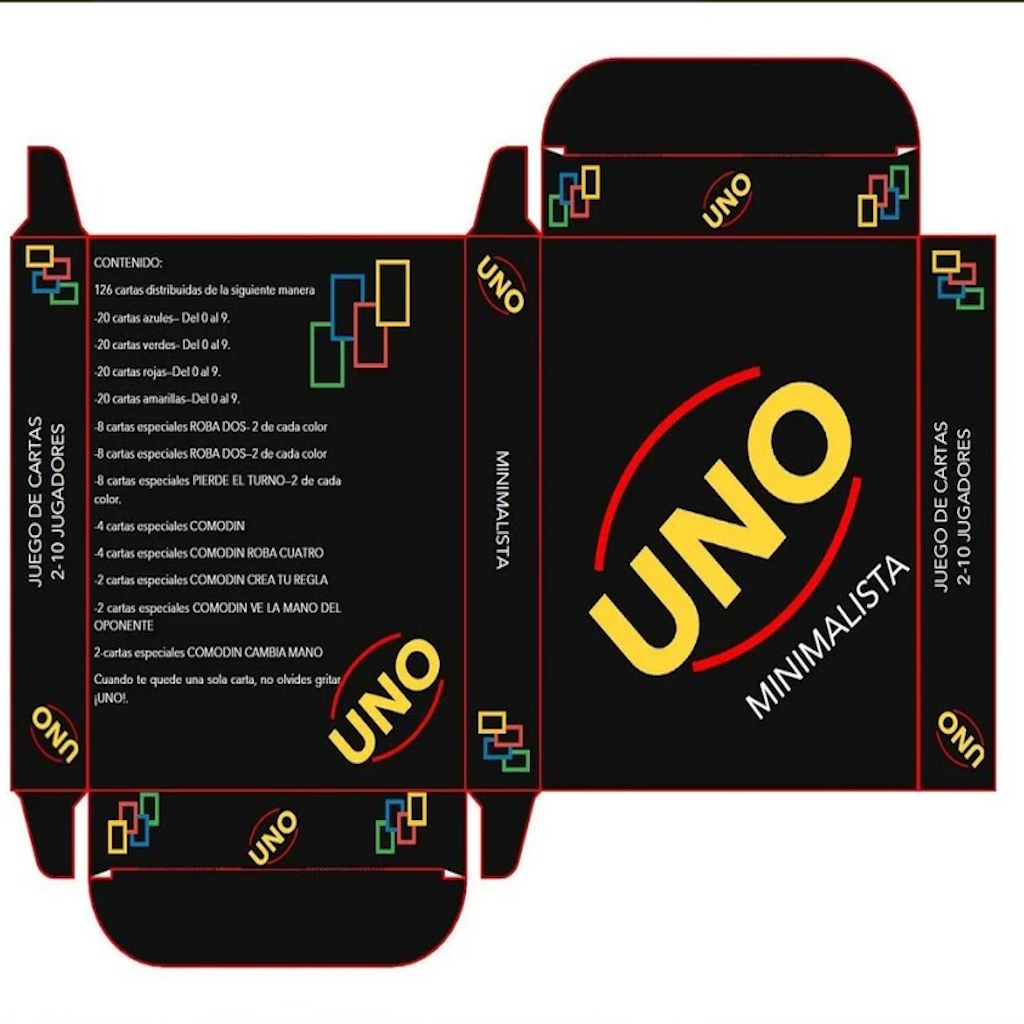 UNO
CONTENIDO:
126 cartas distribuidas de la siguiente manera
-20 cartas azules– Del 0 al 9.
-20 cartas verdes- Del 0 al 9.
-20 cartas rojas–Del 0 al 9.
-20 cartas amarillas–Del 0 al 9.
-8 cartas especiales ROBA DOS- 2 de cada color
-8 cartas especiales ROBA DOS–2 de cada color
-8 cartas especiales PIERDE EL TURNO–2 de cada
color.
-4 cartas especiales COMODIN
-4 cartas especiales COMODIN ROBA CUATRO
-2 cartas especiales COMODIN CREA TU REGLA
-2 cartas especiales COMODIN VE LA MANO DEL
OPONENTE
2-cartas especiales COMODIN CAMBIA MANO
Cuando te quede una sola carta, no olvides gritar
¡UNO!.
UNO
JUEGO DE CARTAS
2-10 JUGADORES
UNO
UNO
MINIMALISTA
UNO
MINIMALISTA
JUEGO DE CARTAS
2-10 JUGADORES
UNO
UNO